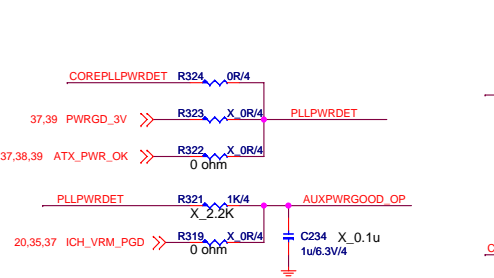 COREPLLPWRDET R324 0R/4
37,39 PWRGD_3V R323 X_0R/4 PLLPWRDET
37,38,39 ATX_PWR_OK R322 X_0R/4
0 ohm
PLLPWRDET R321 1K/4 AUXPWRGOOD_OP
X_2.2K
20,35,37 ICH_VRM_PGD R319 X_0R/4 C234 X_0.1u
0 ohm 1u/6.3V/4